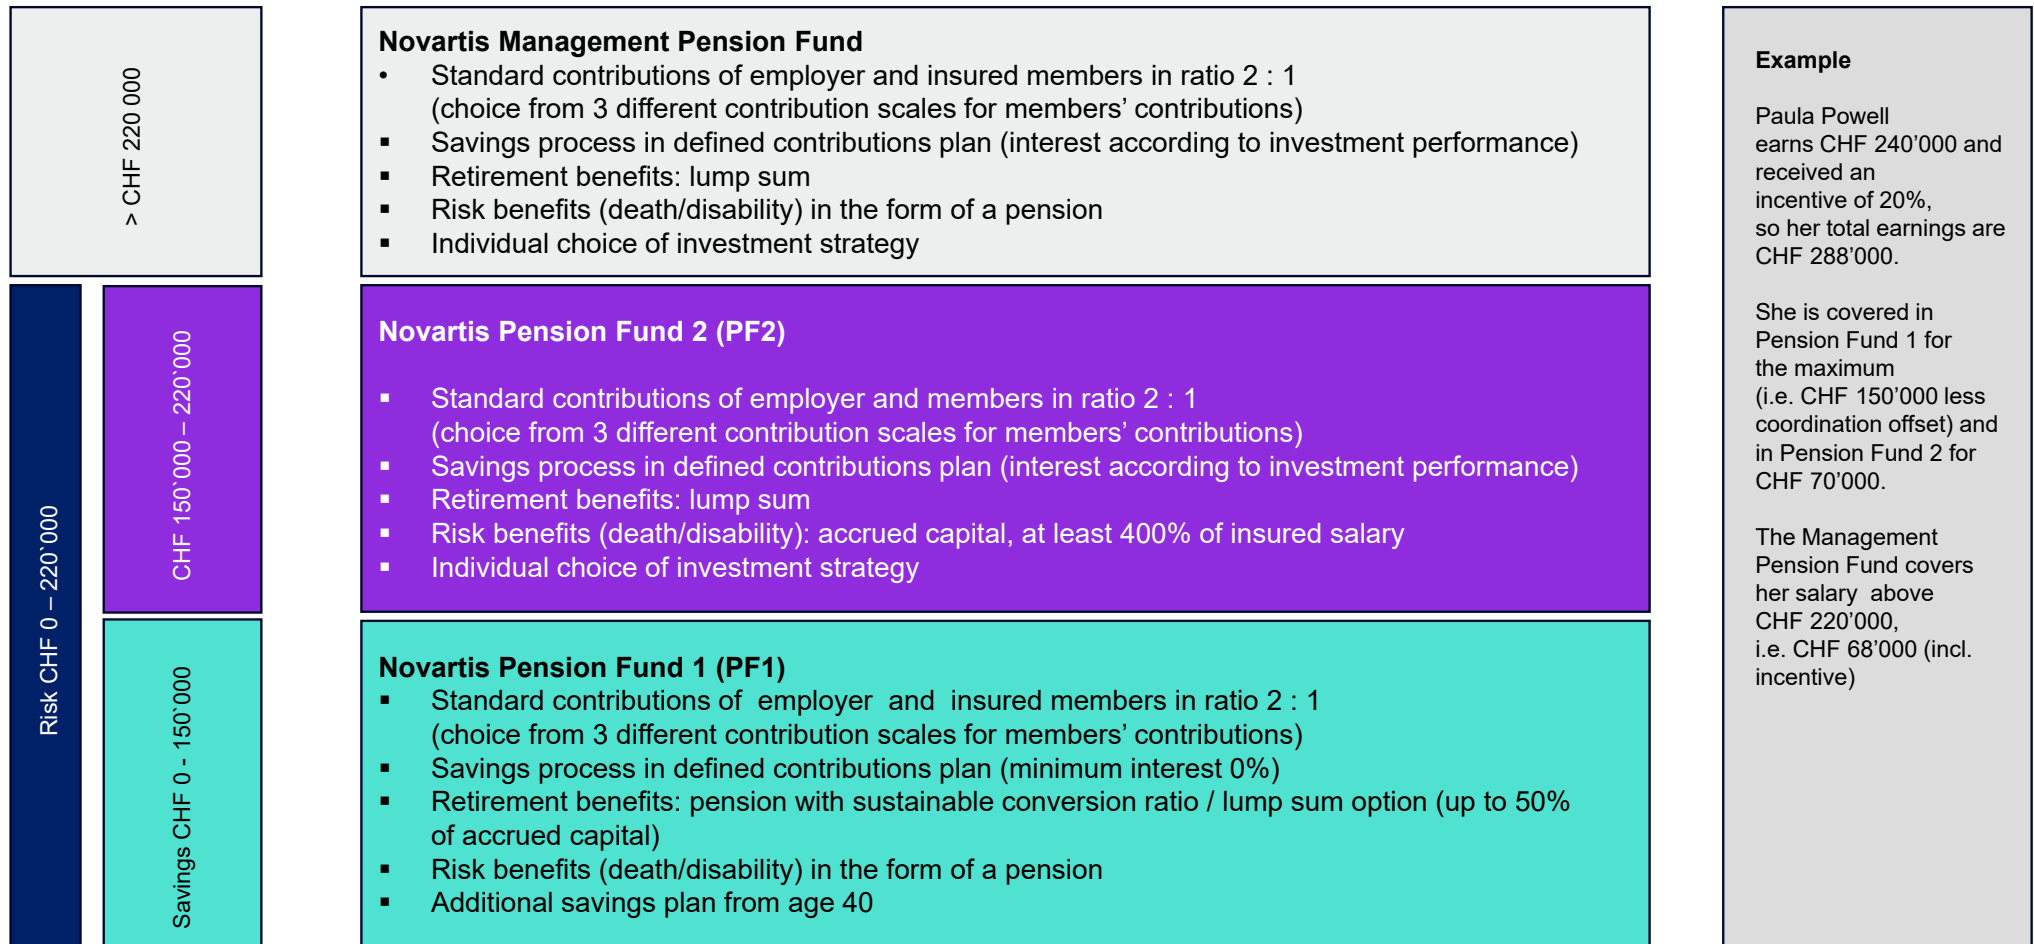 > CHF 220 000
Novartis Management Pension Fund
• Standard contributions of employer and insured members in ratio 2 : 1
(choice from 3 different contribution scales for members’ contributions)
▪ Savings process in defined contributions plan (interest according to investment performance)
▪ Retirement benefits: lump sum
▪ Risk benefits (death/disability) in the form of a pension
▪ Individual choice of investment strategy
Risk CHF 0 – 220`000
CHF 150`000 – 220`000
Novartis Pension Fund 2 (PF2)
▪ Standard contributions of employer and members in ratio 2 : 1
(choice from 3 different contribution scales for members’ contributions)
▪ Savings process in defined contributions plan (interest according to investment performance)
▪ Retirement benefits: lump sum
▪ Risk benefits (death/disability): accrued capital, at least 400% of insured salary
▪ Individual choice of investment strategy
Savings CHF 0 - 150`000
Novartis Pension Fund 1 (PF1)
▪ Standard contributions of employer and insured members in ratio 2 : 1
(choice from 3 different contribution scales for members’ contributions)
▪ Savings process in defined contributions plan (minimum interest 0%)
▪ Retirement benefits: pension with sustainable conversion ratio / lump sum option (up to 50%
of accrued capital)
▪ Risk benefits (death/disability) in the form of a pension
▪ Additional savings plan from age 40
Example
Paula Powell
earns CHF 240’000 and
received an
incentive of 20%,
so her total earnings are
CHF 288’000.
She is covered in
Pension Fund 1 for
the maximum
(i.e. CHF 150’000 less
coordination offset) and
in Pension Fund 2 for
CHF 70’000.
The Management
Pension Fund covers
her salary above
CHF 220’000,
i.e. CHF 68’000 (incl.
incentive)